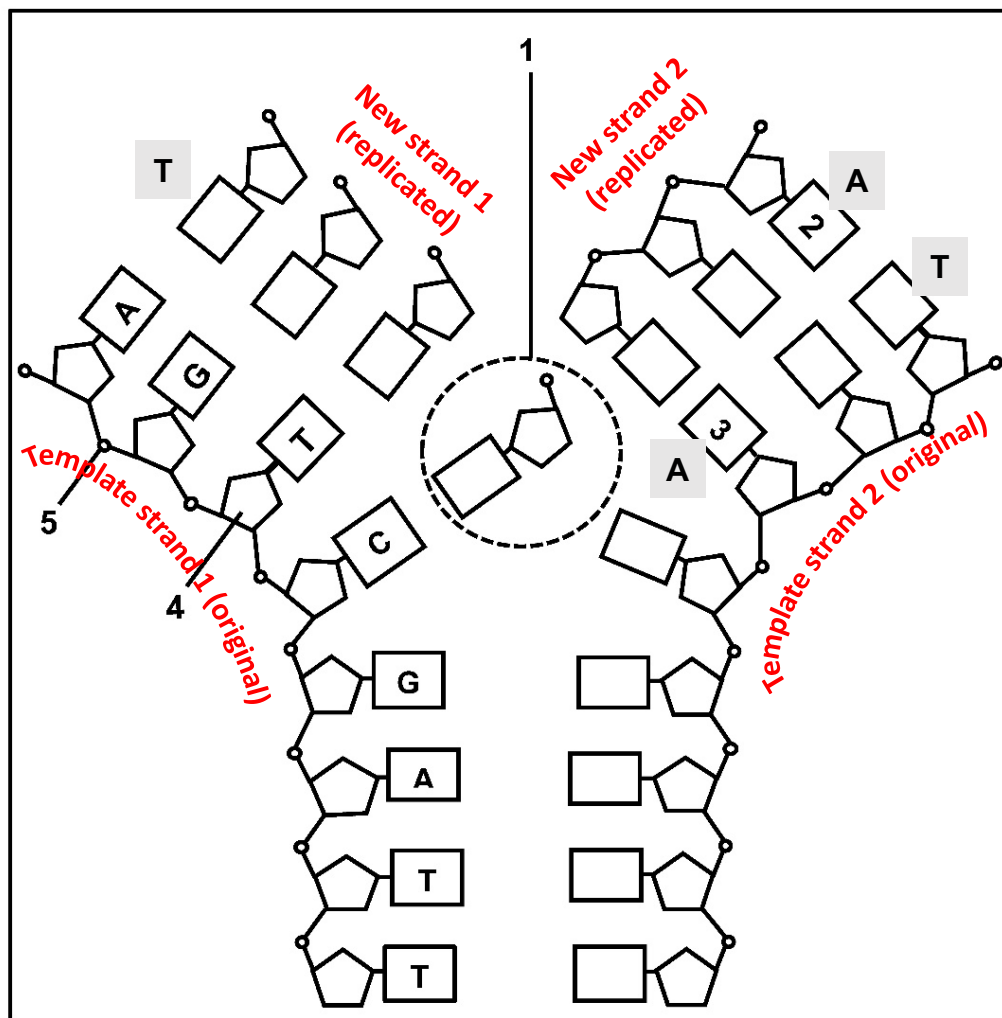 1
New strand 1
(replicated)
New strand 2
(replicated)
T
A
2
T
A
G
T
3
A
C
5
4
Template strand 1 (original)
Template strand 2 (original)
G
A
T
T